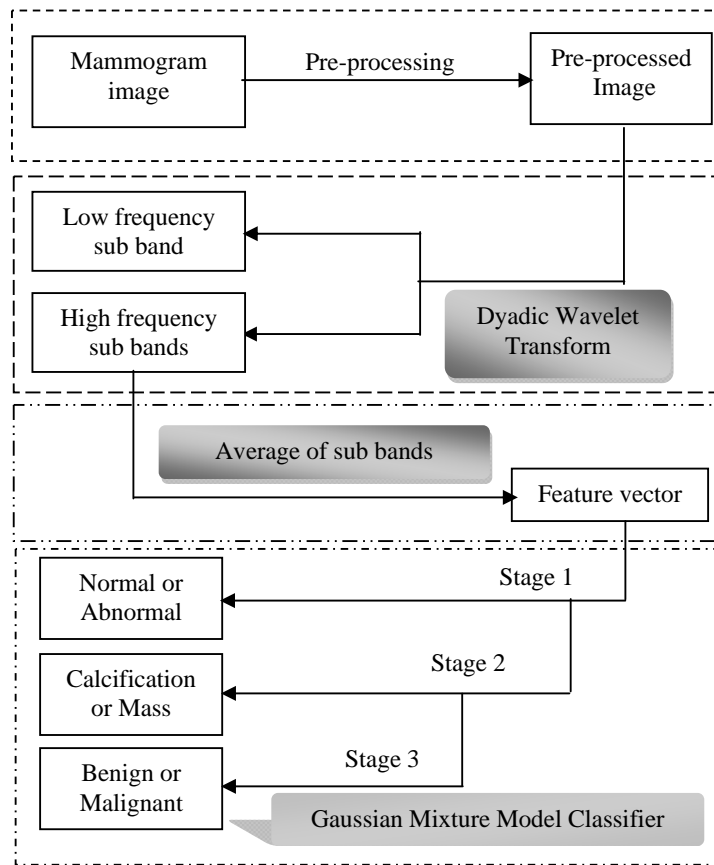 Mammogram
image
Pre-processing
Pre-processed
Image
Low frequency
sub band
High frequency
sub bands
Dyadic Wavelet
Transform
Average of sub bands
Feature vector
Normal or
Abnormal
Stage 1
Calcification
or Mass
Stage 2
Benign or
Malignant
Stage 3
Gaussian Mixture Model Classifier